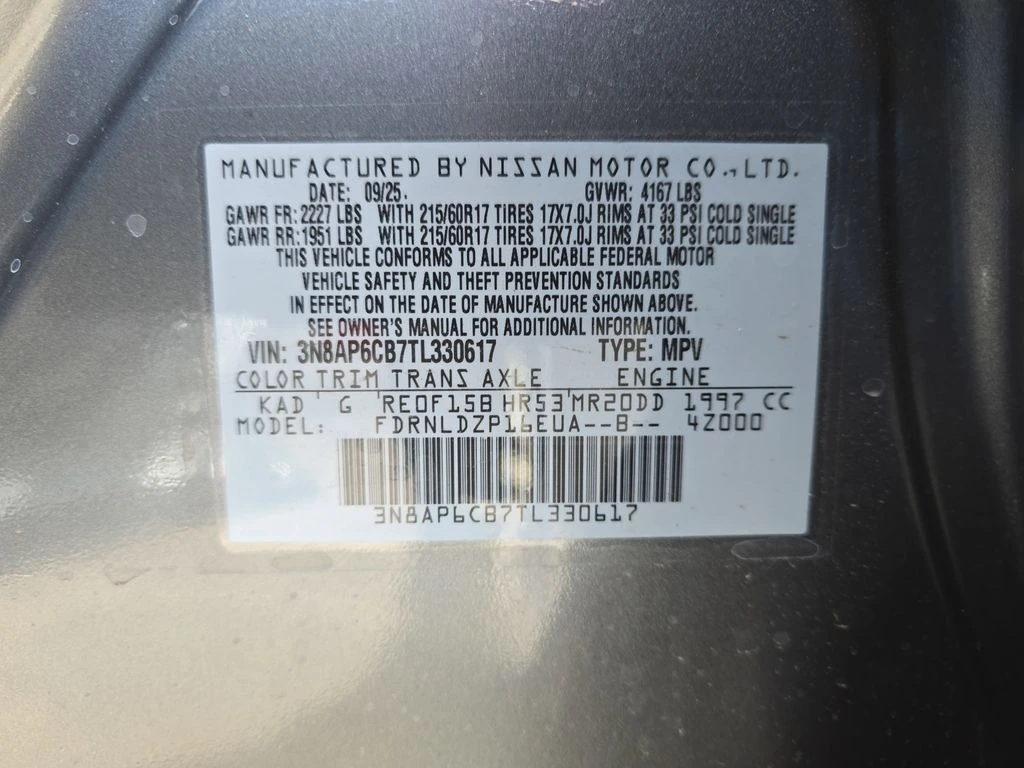 MANUFACTURED BY NISSAN MOTOR CO.,LTD.
DATE: 09/25. GVWR: 4167 LBS
GAWR FR: 2227 LBS WITH 215/60R17 TIRES 17X7.0J RIMS AT 33 PSI COLD SINGLE
GAWR RR: 1951 LBS WITH 215/60R17 TIRES 17X7.0J RIMS AT 33 PSI COLD SINGLE
THIS VEHICLE CONFORMS TO ALL APPLICABLE FEDERAL MOTOR
VEHICLE SAFETY AND THEFT PREVENTION STANDARDS
IN EFFECT ON THE DATE OF MANUFACTURE SHOWN ABOVE.
SEE OWNER'S MANUAL FOR ADDITIONAL INFORMATION.
VIN: 3N8AP6CB7TL330617 TYPE: MPV
COLOR TRIM TRANS AXLE ENGINE
KAD G RE0F15B HR53 MR20DD 1997 CC
MODEL: FDRNLDZP16EUA--B-- 4Z000
3N8AP6CB7TL330617